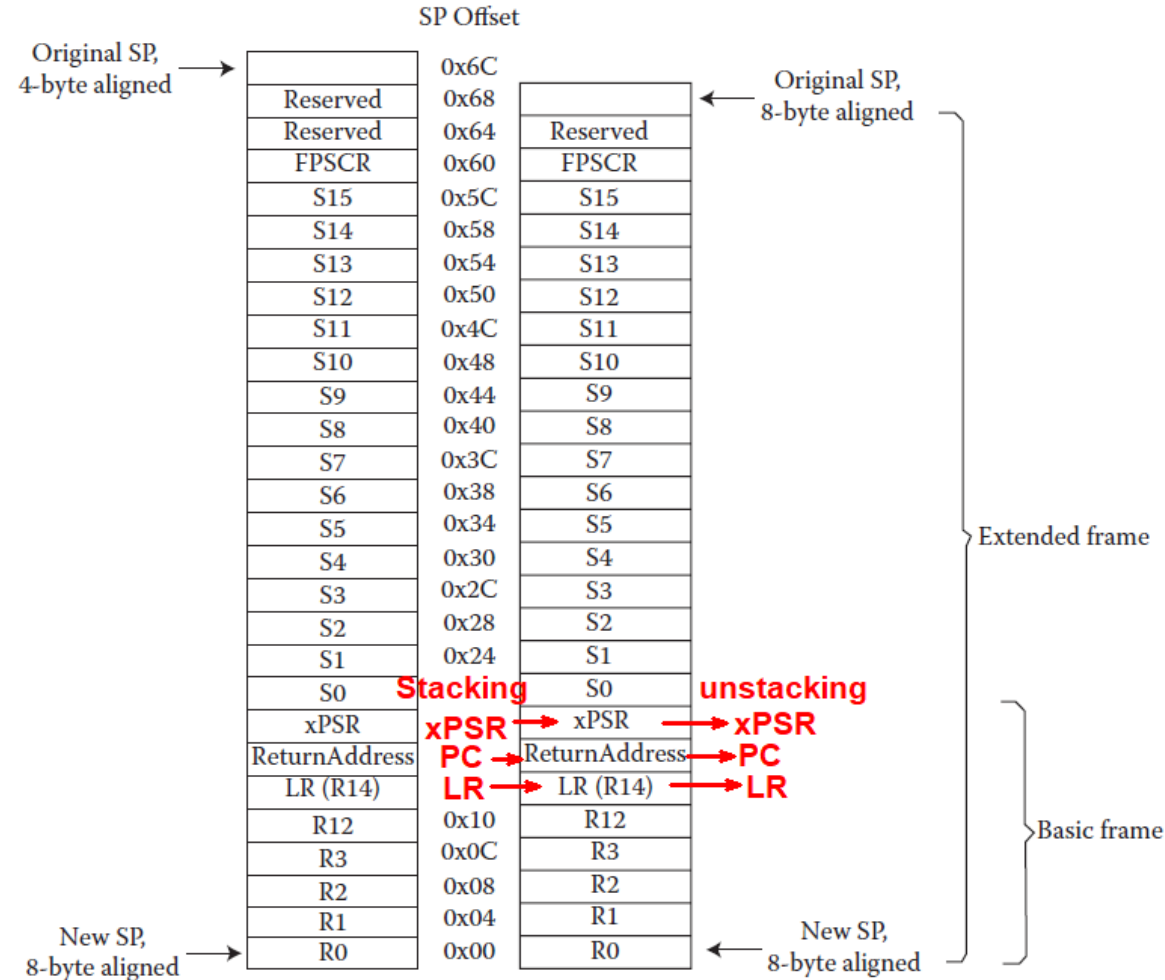 SP Offset
Original SP,
4-byte aligned
0x6C
Original SP,
8-byte aligned
Reserved 0x68
Reserved 0x64 Reserved
FPSCR 0x60 FPSCR
S15 0x5C S15
S14 0x58 S14
S13 0x54 S13
S12 0x50 S12
S11 0x4C S11
S10 0x48 S10
S9 0x44 S9
S8 0x40 S8
S7 0x3C S7
S6 0x38 S6
S5 0x34 S5
Extended frame
S4 0x30 S4
S3 0x2C S3
S2 0x28 S2
S1 0x24 S1
S0 Stacking S0 unstacking
xPSR xPSR xPSR xPSR
ReturnAddress PC ReturnAddress PC
LR (R14) LR LR (R14) LR
R12 0x10 R12
Basic frame
R3 0x0C R3
R2 0x08 R2
R1 0x04 R1
New SP,
8-byte aligned
R0 0x00 R0
New SP,
8-byte aligned